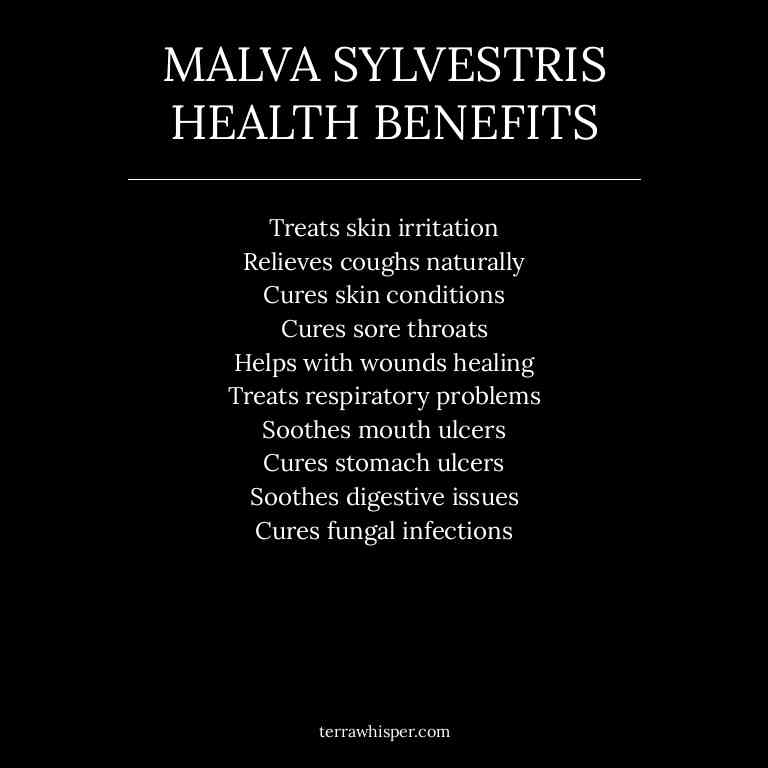 MALVA SYLVESTRIS
HEALTH BENEFITS
Treats skin irritation
Relieves coughs naturally
Cures skin conditions
Cures sore throats
Helps with wounds healing
Treats respiratory problems
Soothes mouth ulcers
Cures stomach ulcers
Soothes digestive issues
Cures fungal infections
terrawhisper.com